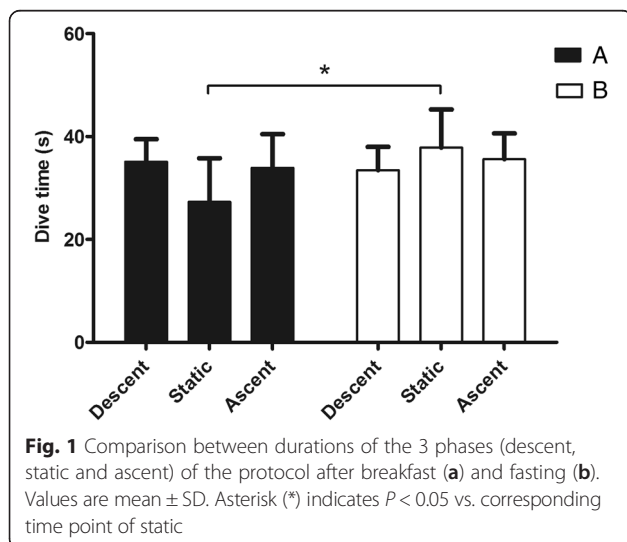 60
40
20
0
Dive time (s)
*
A
B
Descent
Static
Ascent
Descent
Static
Ascent
Fig. 1 Comparison between durations of the 3 phases (descent,
static and ascent) of the protocol after breakfast (a) and fasting (b).
Values are mean ± SD. Asterisk (*) indicates P < 0.05 vs. corresponding
time point of static